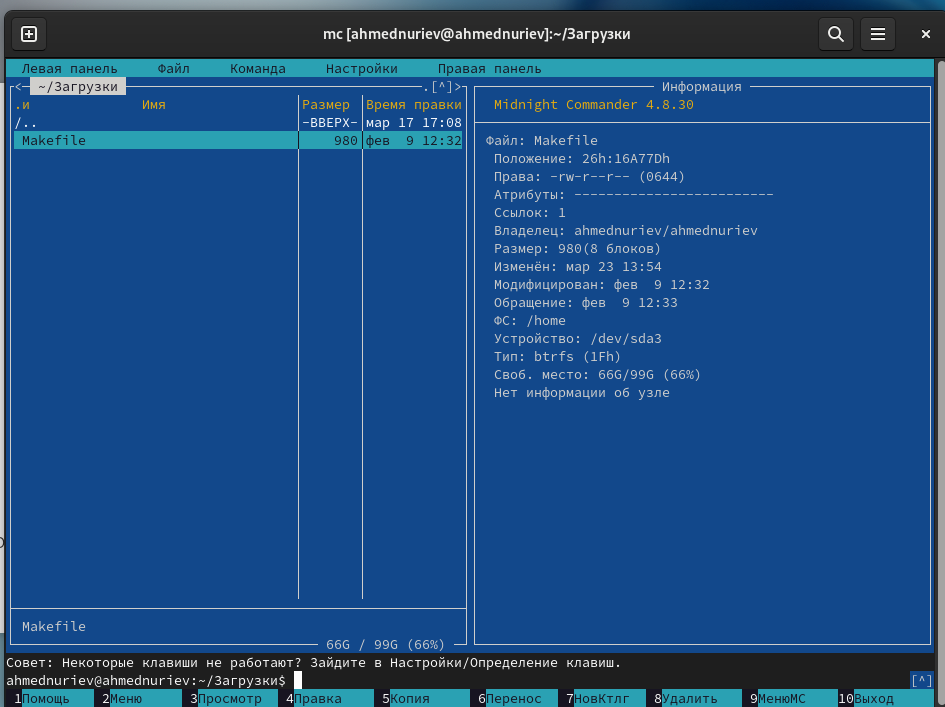 mc [ahmednuriev@ahmednuriev]:~/Загрузки
Левая панель Файл Команда Настройки Правая панель
<─ ~/Загрузки .[^]>
.и Имя Размер Время правки
/.. -ВВЕРХ- мар 17 17:08
Makefile 980 фев 9 12:32
Makefile
66G / 99G (66%)
Информация
Midnight Commander 4.8.30
Файл: Makefile
Положение: 26h:16A77Dh
Права: -rw-r--r-- (0644)
Атрибуты: -------------------------
Ссылок: 1
Владелец: ahmednuriev/ahmednuriev
Размер: 980(8 блоков)
Изменён: мар 23 13:54
Модифицирован: фев 9 12:32
Обращение: фев 9 12:33
ФС: /home
Устройство: /dev/sda3
Тип: btrfs (1Fh)
Своб. место: 66G/99G (66%)
Нет информации об узле
Совет: Некоторые клавиши не работают? Зайдите в Настройки/Определение клавиш.
ahmednuriev@ahmednuriev:~/Загрузки$ [^]
1Помощь 2Меню 3Просмотр 4Правка 5Копия 6Перенос 7НовКтлг 8Удалить 9МенюМС 10Выход